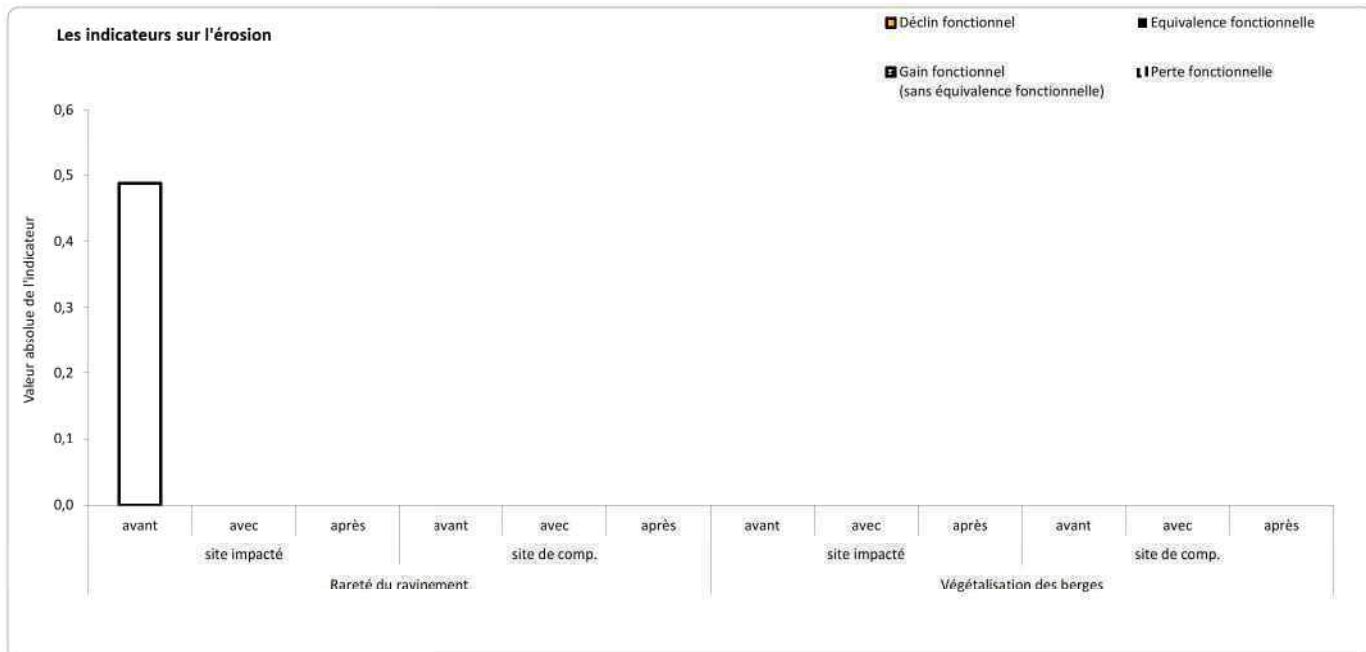 Les indicateurs sur l'érosion
Déclin fonctionnel
Equivalence fonctionnelle
Gain fonctionnel
(sans équivalence fonctionnelle)
Perte fonctionnelle
Valeur absolue de l'indicateur
0,6
0,5
0,4
0,3
0,2
0,1
0,0
avant avec après avant avec après avant avec après avant avec après
site impacté site de comp. site impacté site de comp.
Rareté du ravinement Végétalisation des berges